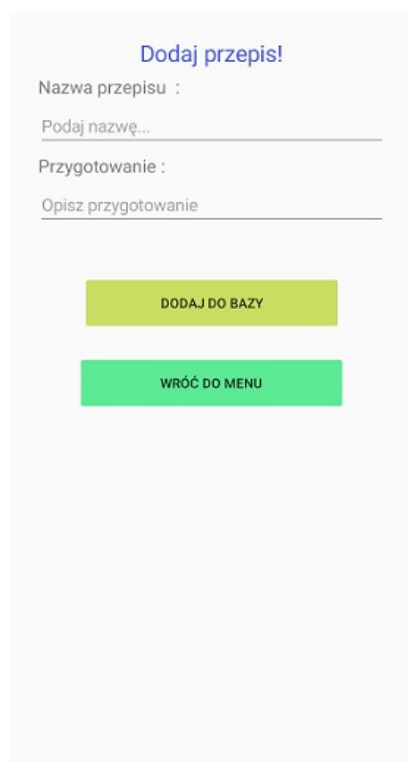 Dodaj przepis!
Nazwa przepisu :
Podaj nazwę...
Przygotowanie :
Opisz przygotowanie
DODAJ DO BAZY
WRÓĆ DO MENU